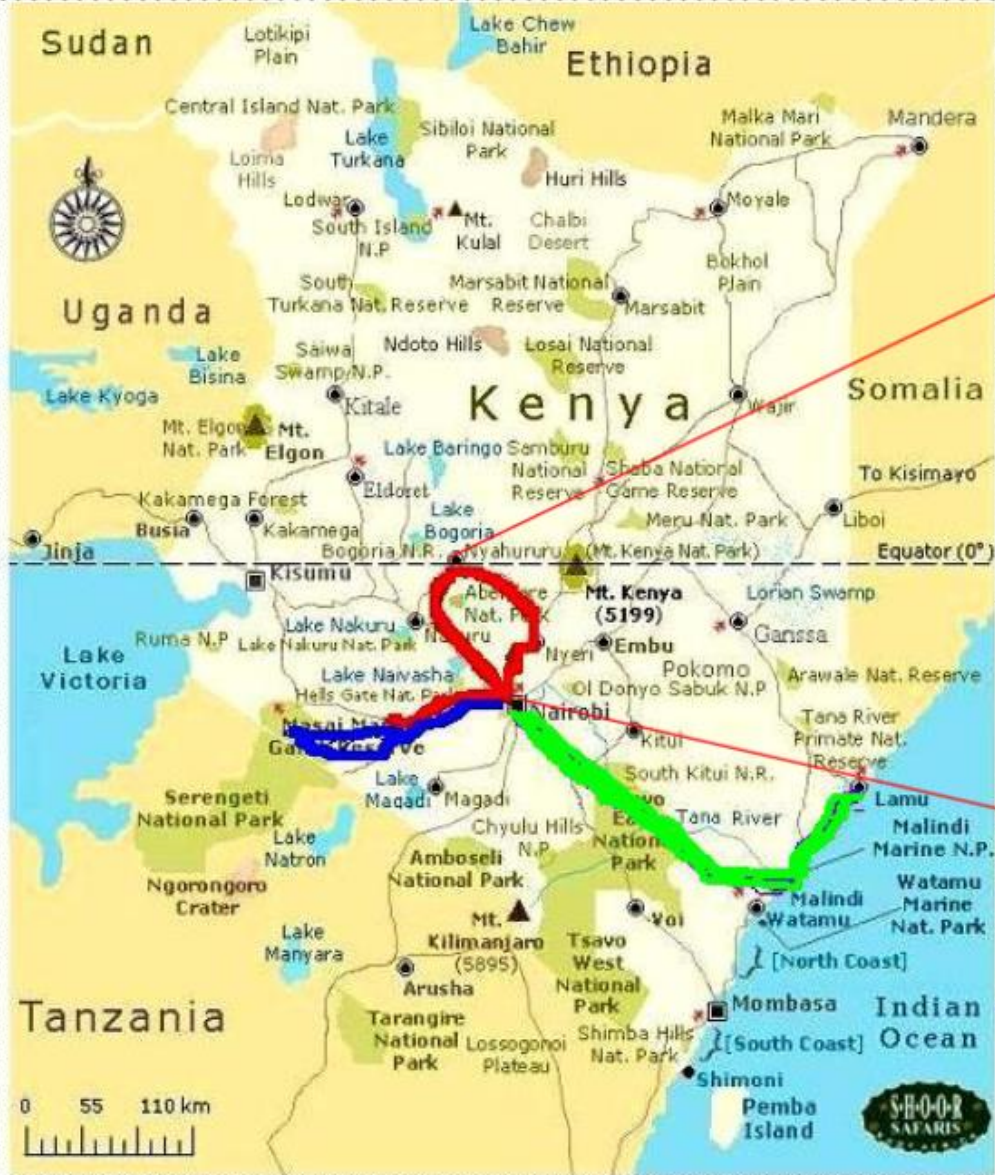 Sudan
Lotikipi
Plain
Lake Chew
Bahir
Ethiopia
Central Island Nat. Park
Lake
Turkana
Sibiloi National
Park
Malka Mari
National Park
Mandera
Loima
Hills
Huri Hills
Lodwar
South Island
N.P
Mt.
Kulal
Chalbi
Desert
Moyale
Bokhol
Plain
South
Turkana Nat. Reserve
Marsabit National
Reserve
Marsabit
Uganda
Lake
Bisina
Saiwa
Swamp N.P.
Ndoto Hills
Losai National
Reserve
Lake Kyoga
Kitale
Kenya
Wajir
Somalia
Mt. Elgon
Nat. Park
Mt.
Elgon
Lake Baringo
Samburu
National
Reserve
Shaba National
Game Reserve
To Kisimayo
Eldoret
Kakamega Forest
Busia
Kakamega
Lake
Bogoria
Meru Nat. Park
Liboi
Jinja
Bogoria N.R.
Nyahururu
(Mt. Kenya Nat. Park)
Equator (0°)
Kisumu
Nat. Park
Mt. Kenya
(5199)
Lorian Swamp
Ruma N.P
Lake Nakuru
Lake Nakuru Nat. Park
Nyeri
Embu
Ganssa
Lake
Victoria
Lake Naivasha
Hells Gate Nat. Park
Pokomo
Ol Donyo Sabuk N.P
Arawale Nat. Reserve
Nairobi
Kitui
Tana River
Primate Nat.
Reserve
Masai
Reserve
Lake
Magadi
Magadi
South Kitui N.R.
Lamu
Serengeti
National Park
Lake
Natron
Chyulu Hills
N.P
National
Park
Tana River
Malindi
Marine N.P.
Ngorongoro
Crater
Amboseli
National Park
Malindi
Watamu
Watamu
Marine
Nat. Park
Lake
Manyara
Mt.
Kilimanjaro
(5895)
Voi
Tsavo
West
National
Park
[North Coast]
Arusha
Tanzania
Tarangire
National
Park
Lossogonoi
Plateau
Shimba Hills
Nat. Park
Mombasa
Indian
Ocean
[South Coast]
Shimoni
Pemba
Island
0 55 110 km
S·H·O·O·R
SAFARIS